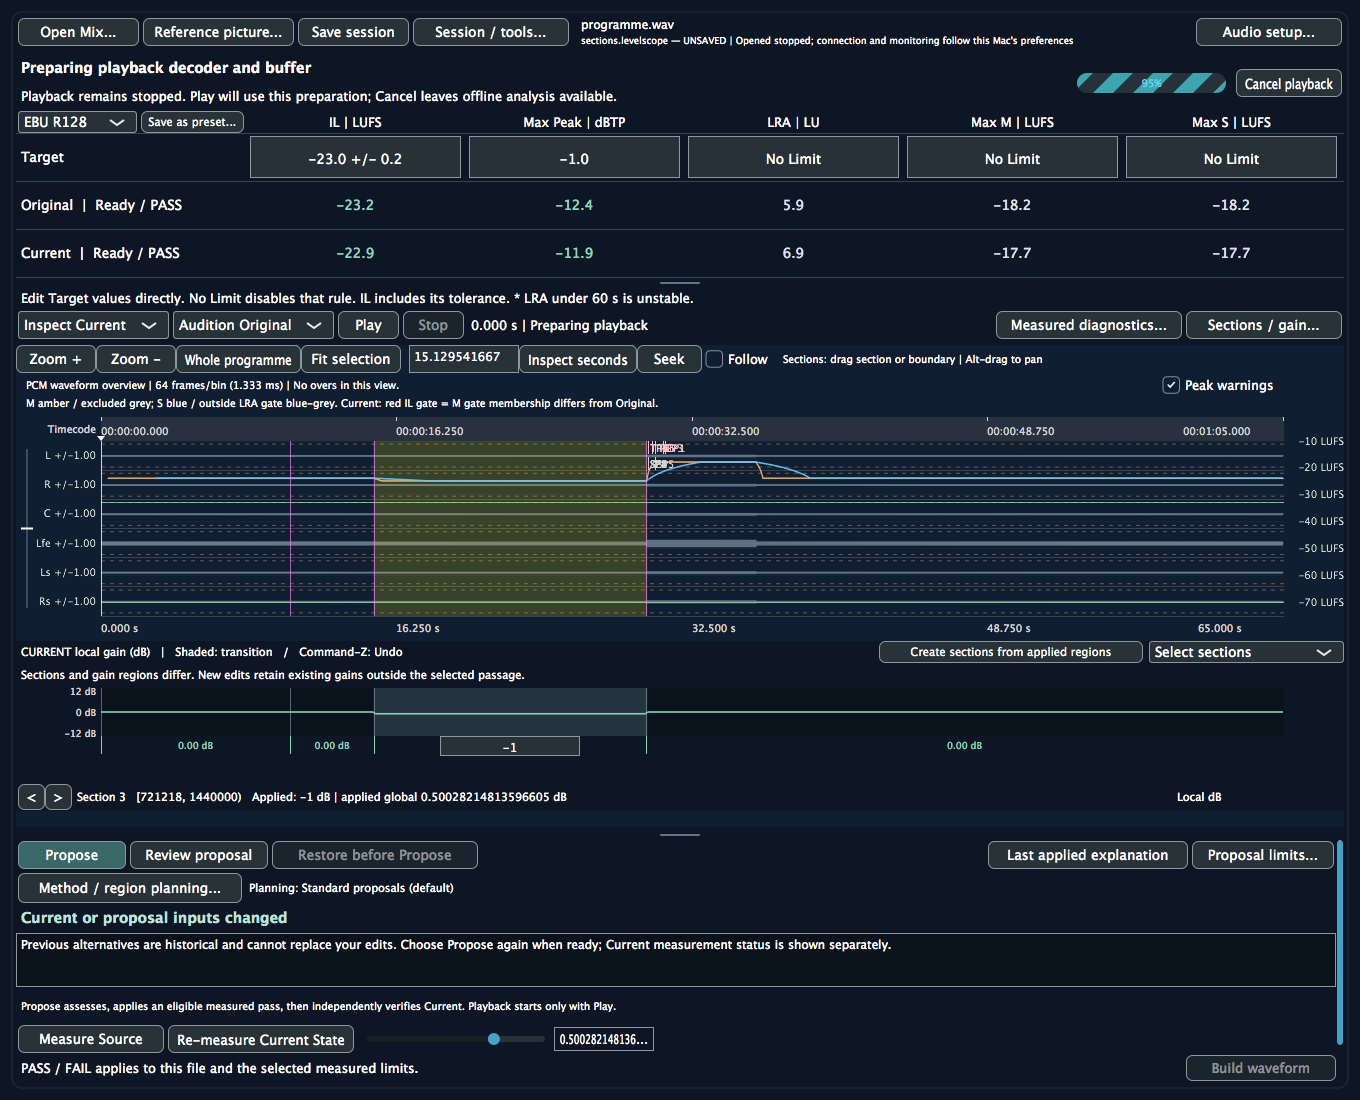 Open Mix...
Reference picture...
Save session
Session / tools...
programme.wav
sections.levelscope — UNSAVED | Opened stopped; connection and monitoring follow this Mac's preferences
Audio setup...
Preparing playback decoder and buffer
95%
Cancel playback
Playback remains stopped. Play will use this preparation; Cancel leaves offline analysis available.
EBU R128
Save as preset...
IL | LUFS
Max Peak | dBTP
LRA | LU
Max M | LUFS
Max S | LUFS
Target
−23.0 +/− 0.2
−1.0
No Limit
No Limit
No Limit
Original | Ready / PASS
−23.2
−12.4
5.9
−18.2
−18.2
Current | Ready / PASS
−22.9
−11.9
6.9
−17.7
−17.7
Edit Target values directly. No Limit disables that rule. IL includes its tolerance. * LRA under 60 s is unstable.
Inspect Current
Audition Original
Play
Stop
0.000 s | Preparing playback
Measured diagnostics...
Sections / gain...
Zoom +
Zoom −
Whole programme
Fit selection
15.129541667
Inspect seconds
Seek
Follow
Sections: drag section or boundary | Alt-drag to pan
PCM waveform overview | 64 frames/bin (1.333 ms) | No overs in this view.
Peak warnings
M amber / excluded grey; S blue / outside LRA gate blue-grey. Current: red IL gate = M gate membership differs from Original.
Timecode
00:00:00.000
00:00:16.250
00:00:32.500
00:00:48.750
00:01:05.000
L +/−1.00
R +/−1.00
C +/−1.00
Lfe +/−1.00
Ls +/−1.00
Rs +/−1.00
−10 LUFS
−20 LUFS
−30 LUFS
−40 LUFS
−50 LUFS
−60 LUFS
−70 LUFS
0.000 s
16.250 s
32.500 s
48.750 s
65.000 s
CURRENT local gain (dB) | Shaded: transition / Command-Z: Undo
Create sections from applied regions
Select sections
Sections and gain regions differ. New edits retain existing gains outside the selected passage.
12 dB
0 dB
−12 dB
0.00 dB
0.00 dB
−1
0.00 dB
<
>
Section 3 [721218, 1440000) Applied: −1 dB | applied global 0.50028214813596605 dB
Local dB
Propose
Review proposal
Restore before Propose
Last applied explanation
Proposal limits...
Method / region planning...
Planning: Standard proposals (default)
Current or proposal inputs changed
Previous alternatives are historical and cannot replace your edits. Choose Propose again when ready; Current measurement status is shown separately.
Propose assesses, applies an eligible measured pass, then independently verifies Current. Playback starts only with Play.
Measure Source
Re-measure Current State
0.500282148136...
PASS / FAIL applies to this file and the selected measured limits.
Build waveform